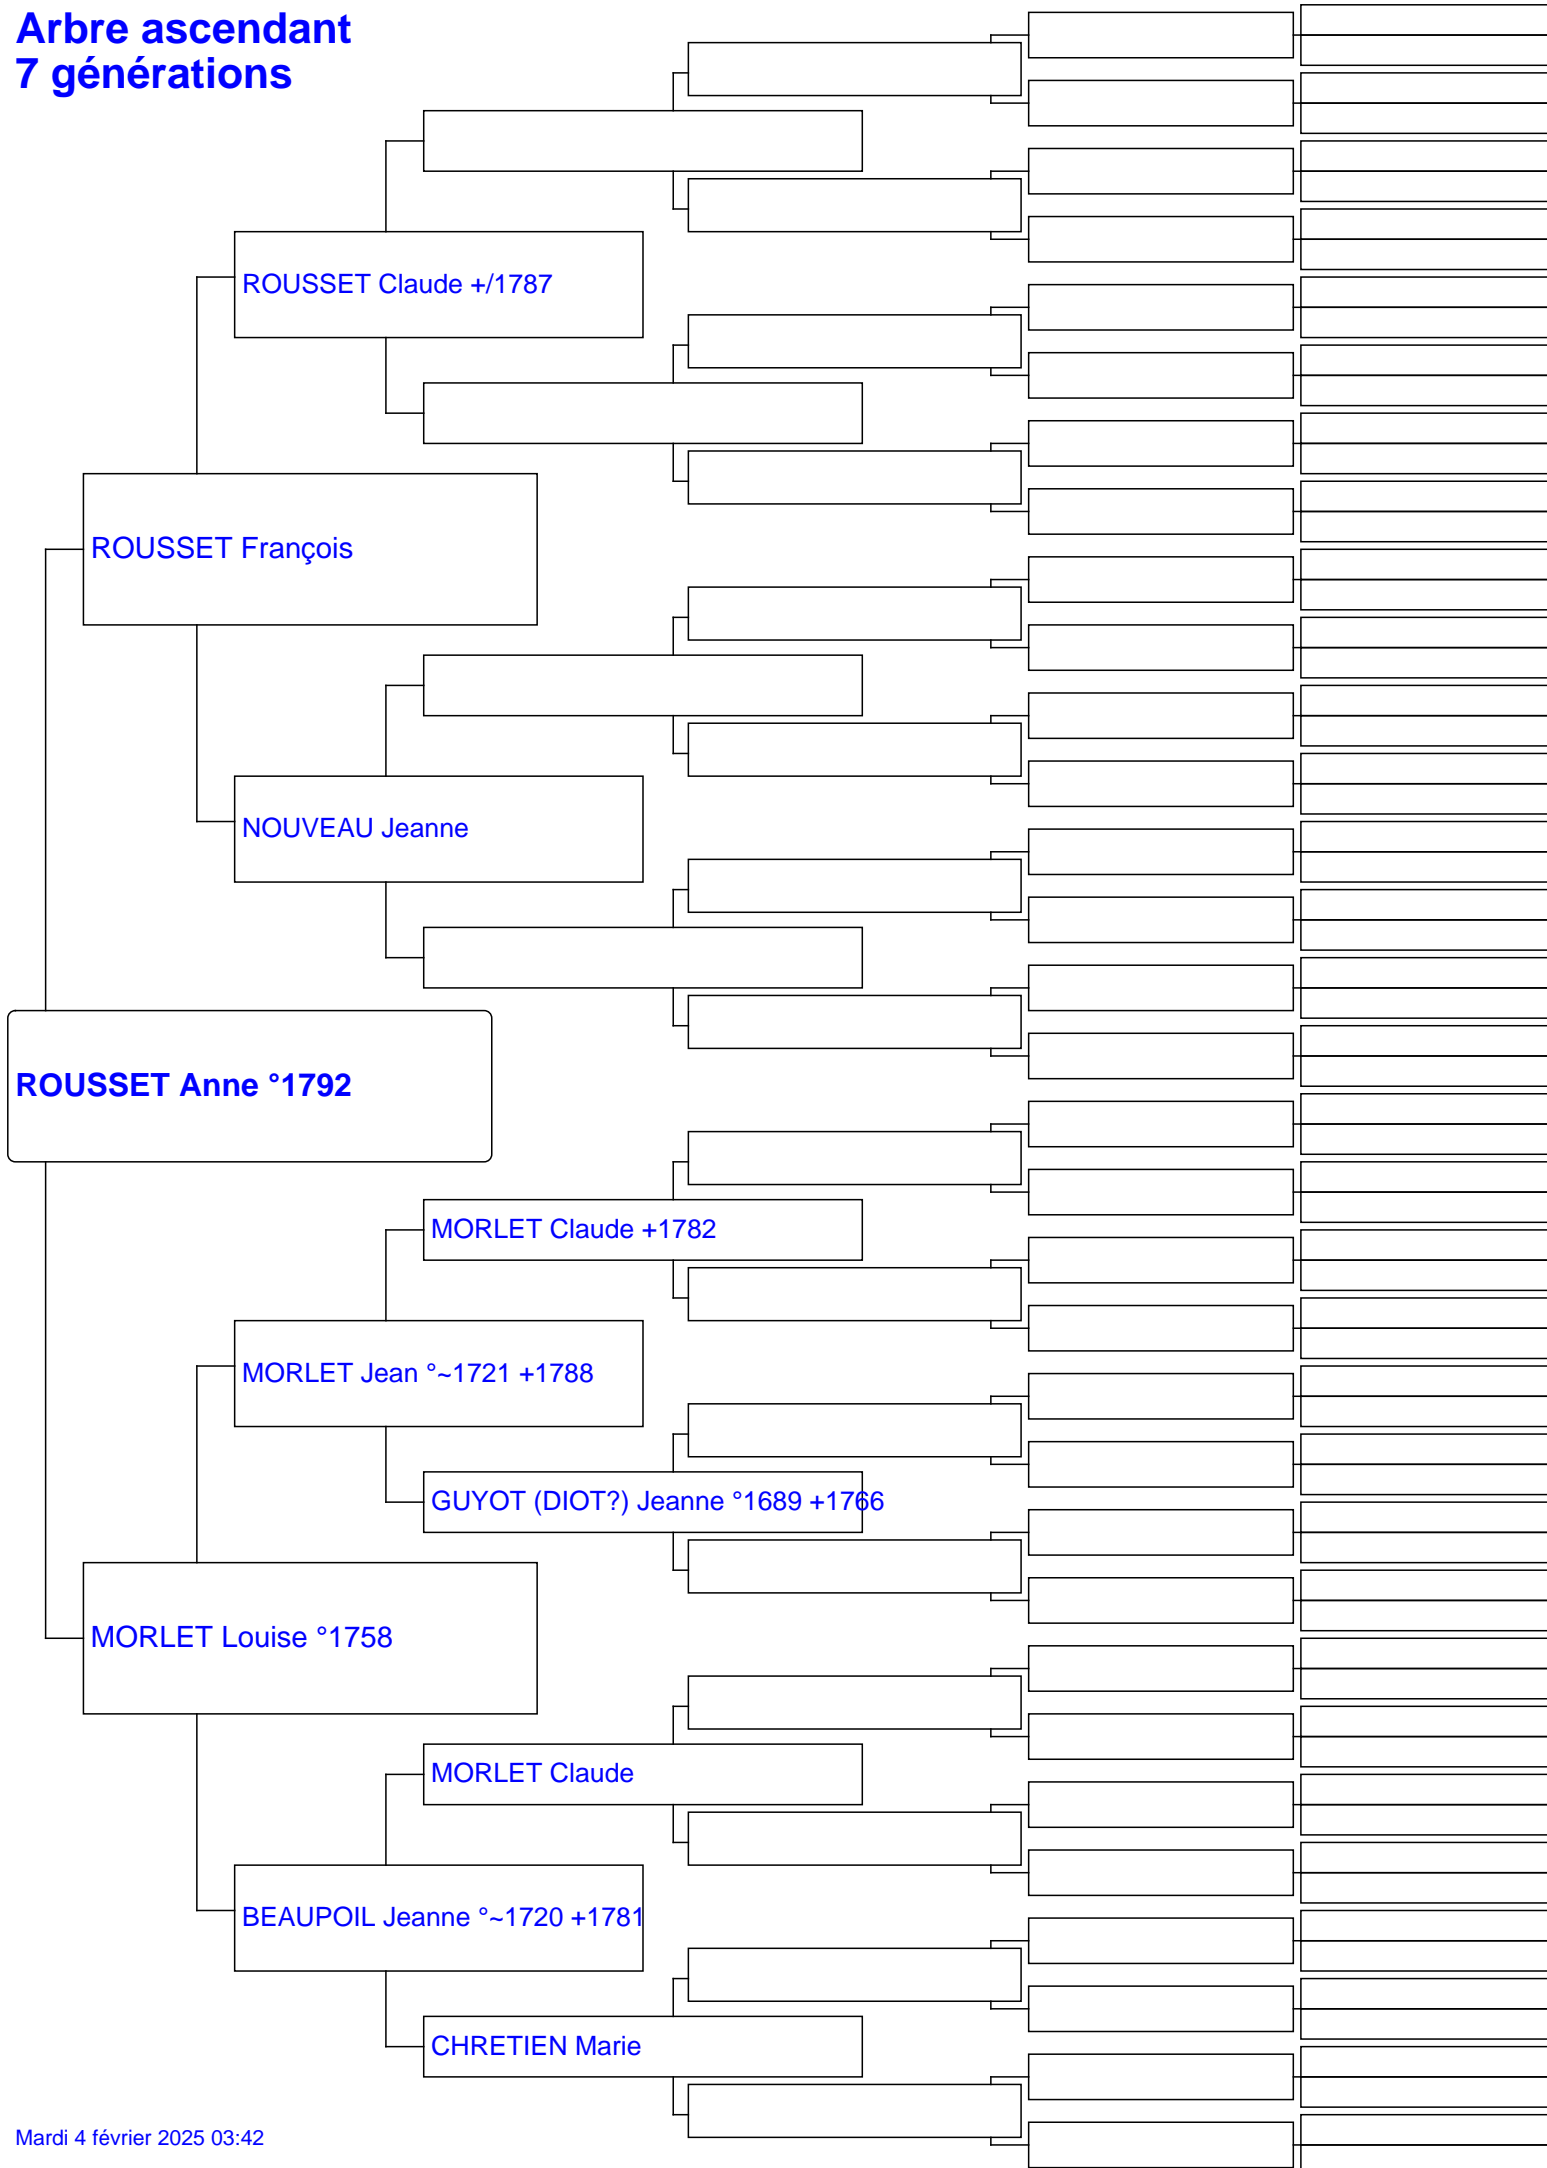 Arbre ascendant
7 générations
ROUSSET Claude +/1787
ROUSSET François
NOUVEAU Jeanne
ROUSSET Anne °1792
MORLET Claude +1782
MORLET Jean °~1721 +1788
GUYOT (DIOT?) Jeanne °1689 +1766
MORLET Louise °1758
MORLET Claude
BEAUPOIL Jeanne °~1720 +1781
CHRETIEN Marie
Mardi 4 février 2025 03:42